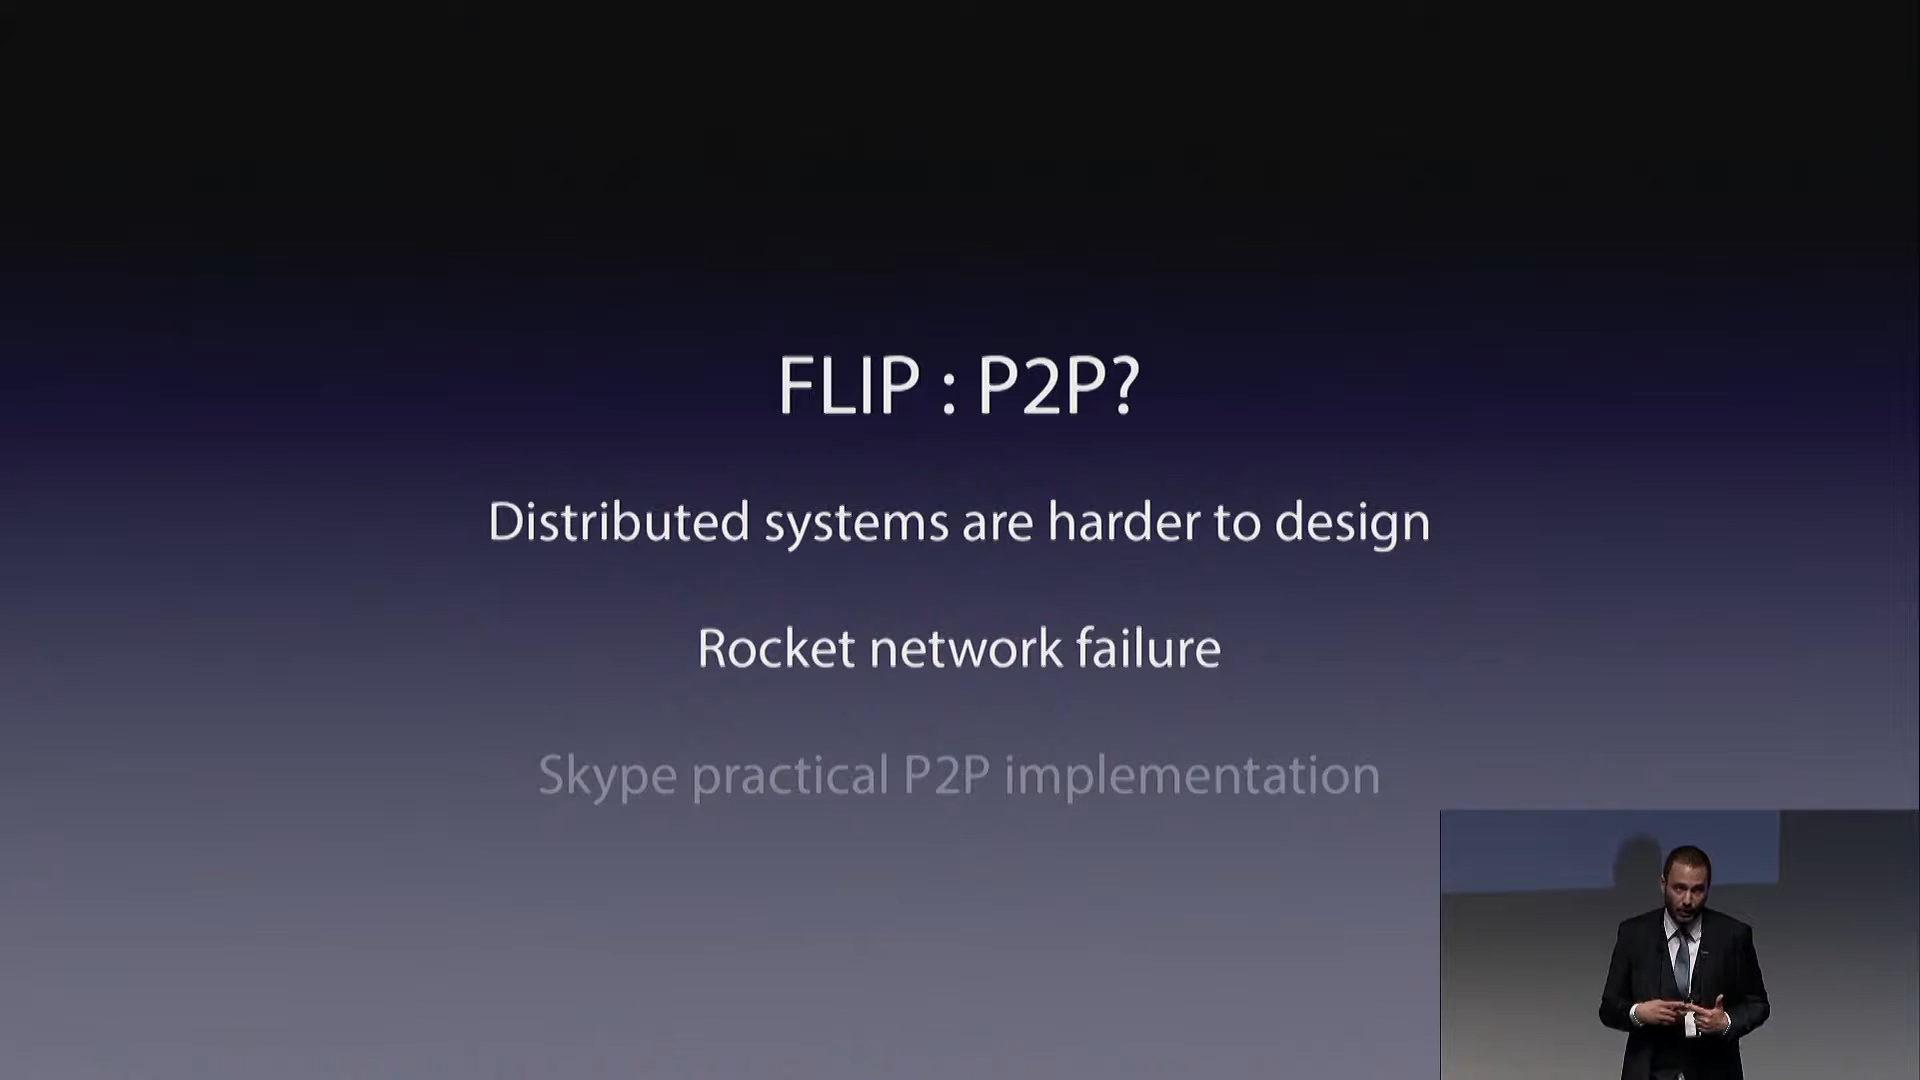 FLIP : P2P?
Distributed systems are harder to design
Rocket network failure
Skype practical P2P implementation